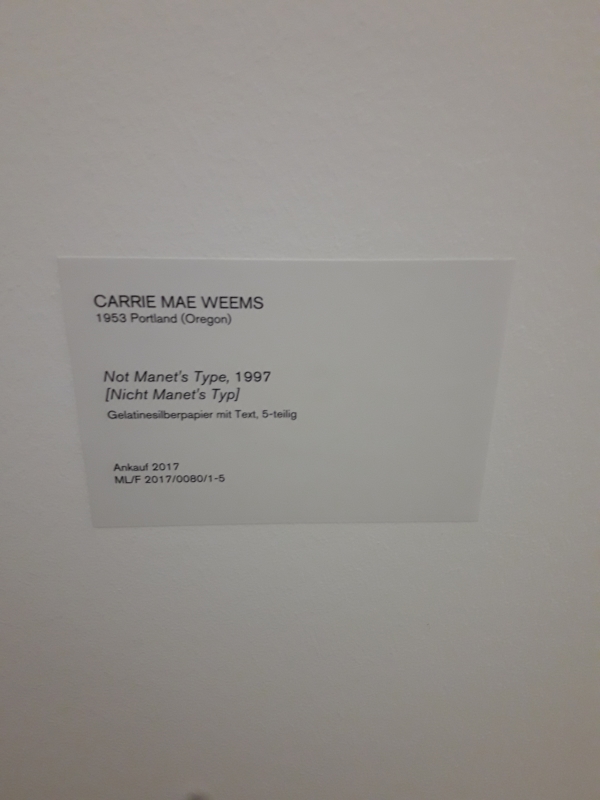 CARRIE MAE WEEMS
1953 Portland (Oregon)
Not Manet's Type, 1997
[Nicht Manet's Typ]
Gelatinesilberpapier mit Text, 5-teilig
Ankauf 2017
ML/F 2017/0080/1-5